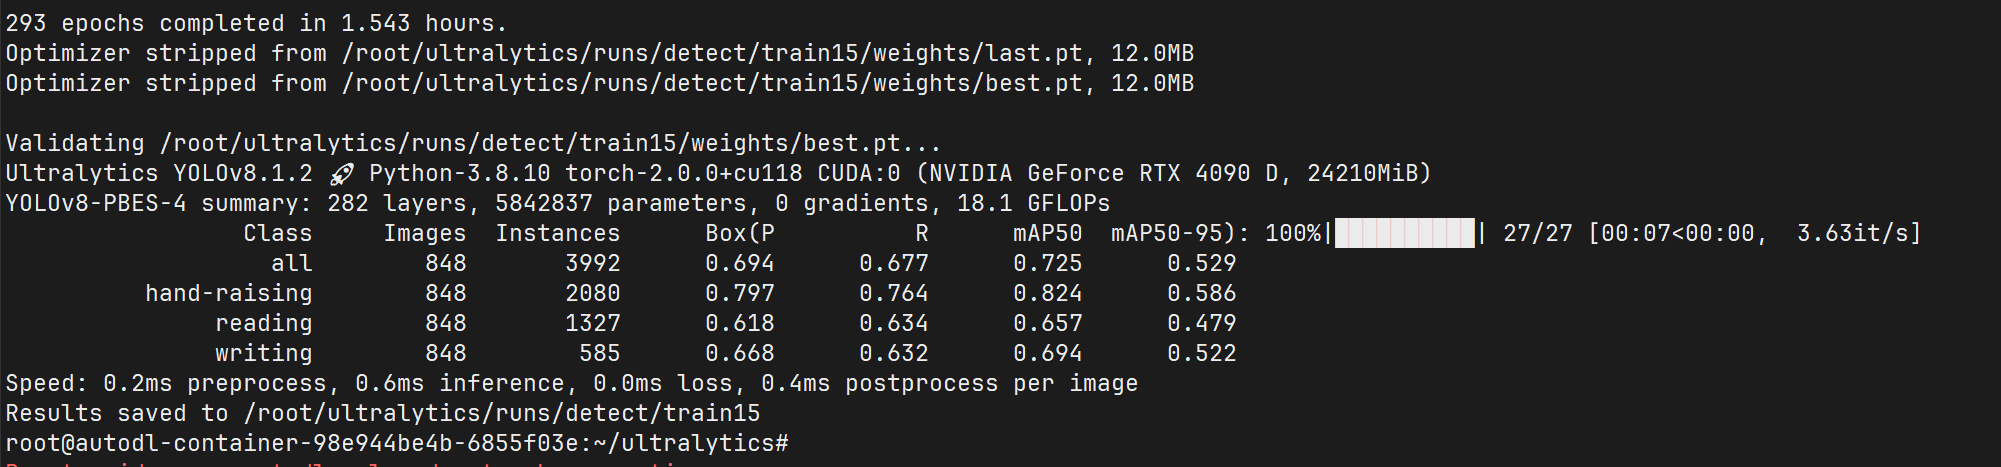 293 epochs completed in 1.543 hours.
Optimizer stripped from /root/ultralytics/runs/detect/train15/weights/last.pt, 12.0MB
Optimizer stripped from /root/ultralytics/runs/detect/train15/weights/best.pt, 12.0MB
Validating /root/ultralytics/runs/detect/train15/weights/best.pt...
Ultralytics YOLOv8.1.2 🚀 Python-3.8.10 torch-2.0.0+cu118 CUDA:0 (NVIDIA GeForce RTX 4090 D, 24210MiB)
YOLOv8-PBES-4 summary: 282 layers, 5842837 parameters, 0 gradients, 18.1 GFLOPs
Class Images Instances Box(P R mAP50 mAP50-95): 100%|██████████| 27/27 [00:07<00:00, 3.63it/s]
all 848 3992 0.694 0.677 0.725 0.529
hand-raising 848 2080 0.797 0.764 0.824 0.586
reading 848 1327 0.618 0.634 0.657 0.479
writing 848 585 0.668 0.632 0.694 0.522
Speed: 0.2ms preprocess, 0.6ms inference, 0.0ms loss, 0.4ms postprocess per image
Results saved to /root/ultralytics/runs/detect/train15
root@autodl-container-98e944be4b-6855f03e:~/ultralytics#